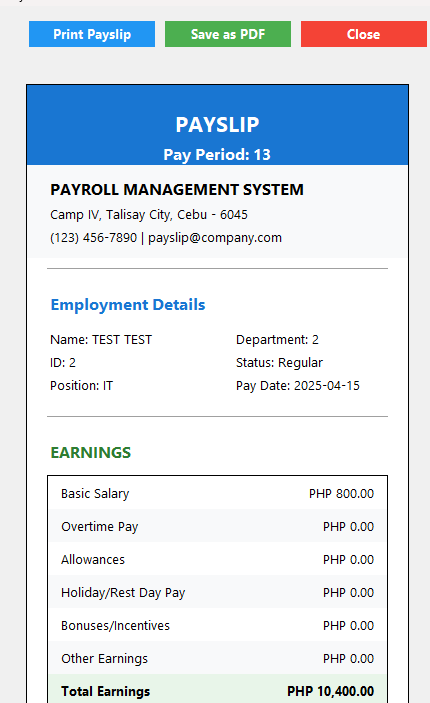 Print Payslip Save as PDF Close
PAYSLIP
Pay Period: 13
PAYROLL MANAGEMENT SYSTEM
Camp IV, Talisay City, Cebu - 6045
(123) 456-7890 | payslip@company.com
Employment Details
Name: TEST TEST Department: 2
ID: 2 Status: Regular
Position: IT Pay Date: 2025-04-15
EARNINGS
Basic Salary PHP 800.00
Overtime Pay PHP 0.00
Allowances PHP 0.00
Holiday/Rest Day Pay PHP 0.00
Bonuses/Incentives PHP 0.00
Other Earnings PHP 0.00
Total Earnings PHP 10,400.00